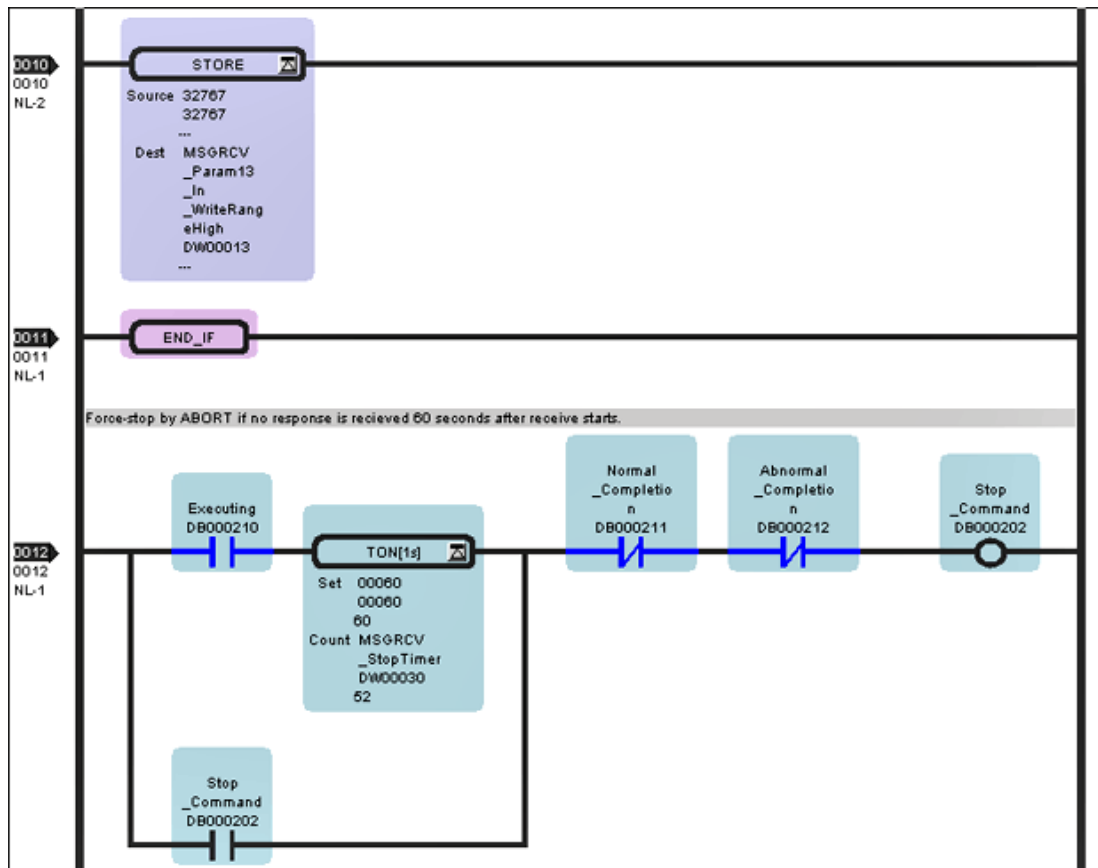 0010
0010
NL-2
STORE
Source 32767
32767
...
Dest MSGRCV
_Param13
_In
_WriteRang
eHigh
DW00013
...
0011
0011
NL-1
END_IF
Force-stop by ABORT if no response is recieved 60 seconds after receive starts.
0012
0012
NL-1
Executing
DB000210
TON[1s]
Set 00060
00060
60
Count MSGRCV
_StopTimer
DW00030
52
Normal
_Completio
n
DB000211
Abnormal
_Completio
n
DB000212
Stop
_Command
DB000202
Stop
_Command
DB000202